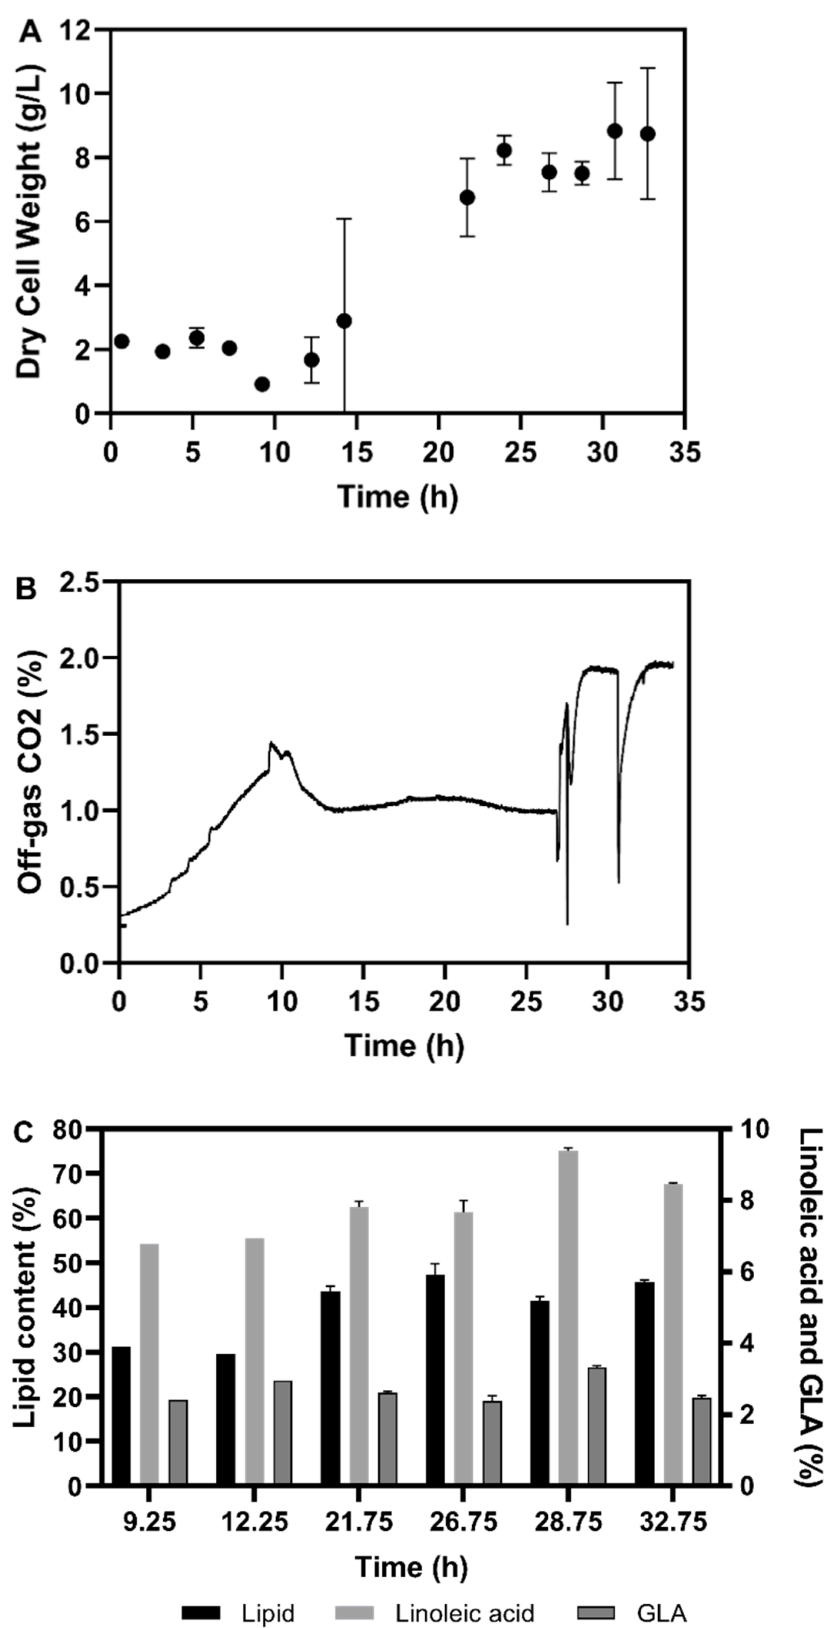 A
Dry Cell Weight (g/L)
12
10
8
6
4
2
0
0 5 10 15 20 25 30 35
Time (h)
B
Off-gas CO2 (%)
2.5
2.0
1.5
1.0
0.5
0.0
0 5 10 15 20 25 30 35
Time (h)
C
Lipid content (%)
80
70
60
50
40
30
20
10
0
10
8
6
4
2
0
Linoleic acid and GLA (%)
9.25 12.25 21.75 26.75 28.75 32.75
Time (h)
Lipid Linoleic acid GLA